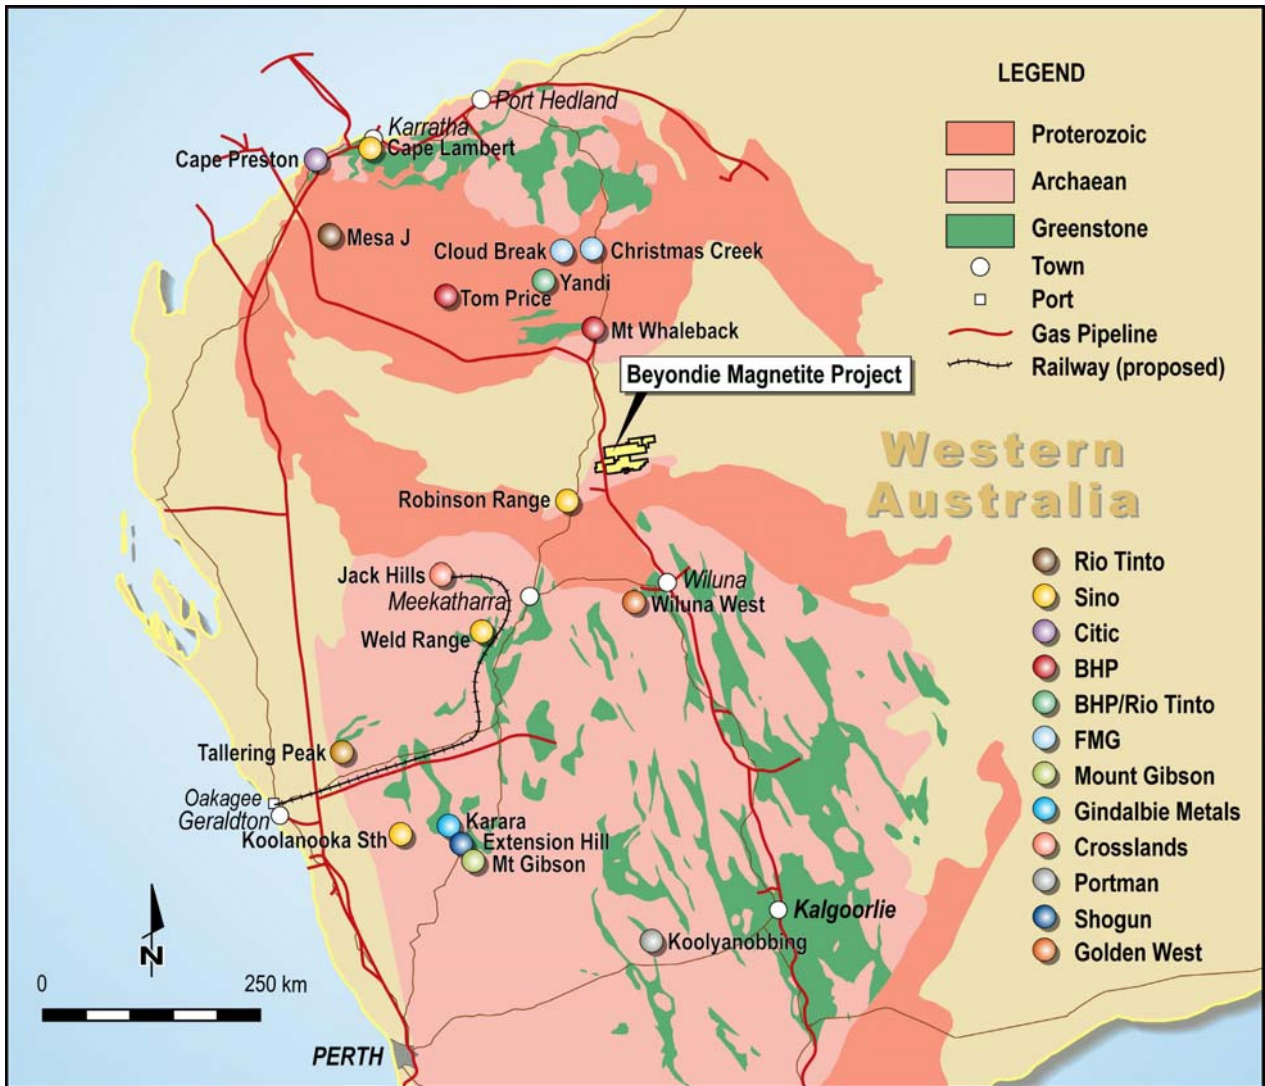 LEGEND
Proterozoic
Archaean
Greenstone
Town
Port
Gas Pipeline
Railway (proposed)
Port Hedland
Karratha
Cape Lambert
Cape Preston
Mesa J
Cloud Break
Christmas Creek
Yandi
Tom Price
Mt Whaleback
Beyondie Magnetite Project
Western
Australia
Robinson Range
Jack Hills
Meekatharra
Wiluna
Wiluna West
Weld Range
Tallering Peak
Oakagee
Geraldton
Koolanooka Sth
Karara
Extension Hill
Mt Gibson
Kalgoorlie
Koolyanobbing
Rio Tinto
Sino
Citic
BHP
BHP/Rio Tinto
FMG
Mount Gibson
Gindalbie Metals
Crosslands
Portman
Shogun
Golden West
N
0 250 km
PERTH